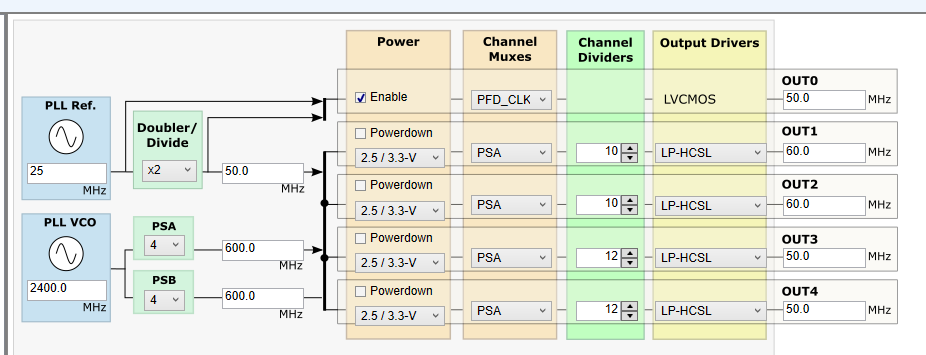 Power
Channel
Muxes
Channel
Dividers
Output Drivers
OUT0
Enable
PFD_CLK
LVCMOS
50.0
MHz
PLL Ref.
25
MHz
Doubler/
Divide
x2
50.0
MHz
OUT1
Powerdown
2.5 / 3.3-V
PSA
10
LP-HCSL
60.0
MHz
OUT2
Powerdown
2.5 / 3.3-V
PSA
10
LP-HCSL
60.0
MHz
PLL VCO
2400.0
MHz
PSA
4
600.0
MHz
PSB
4
600.0
MHz
OUT3
Powerdown
2.5 / 3.3-V
PSA
12
LP-HCSL
50.0
MHz
OUT4
Powerdown
2.5 / 3.3-V
PSA
12
LP-HCSL
50.0
MHz